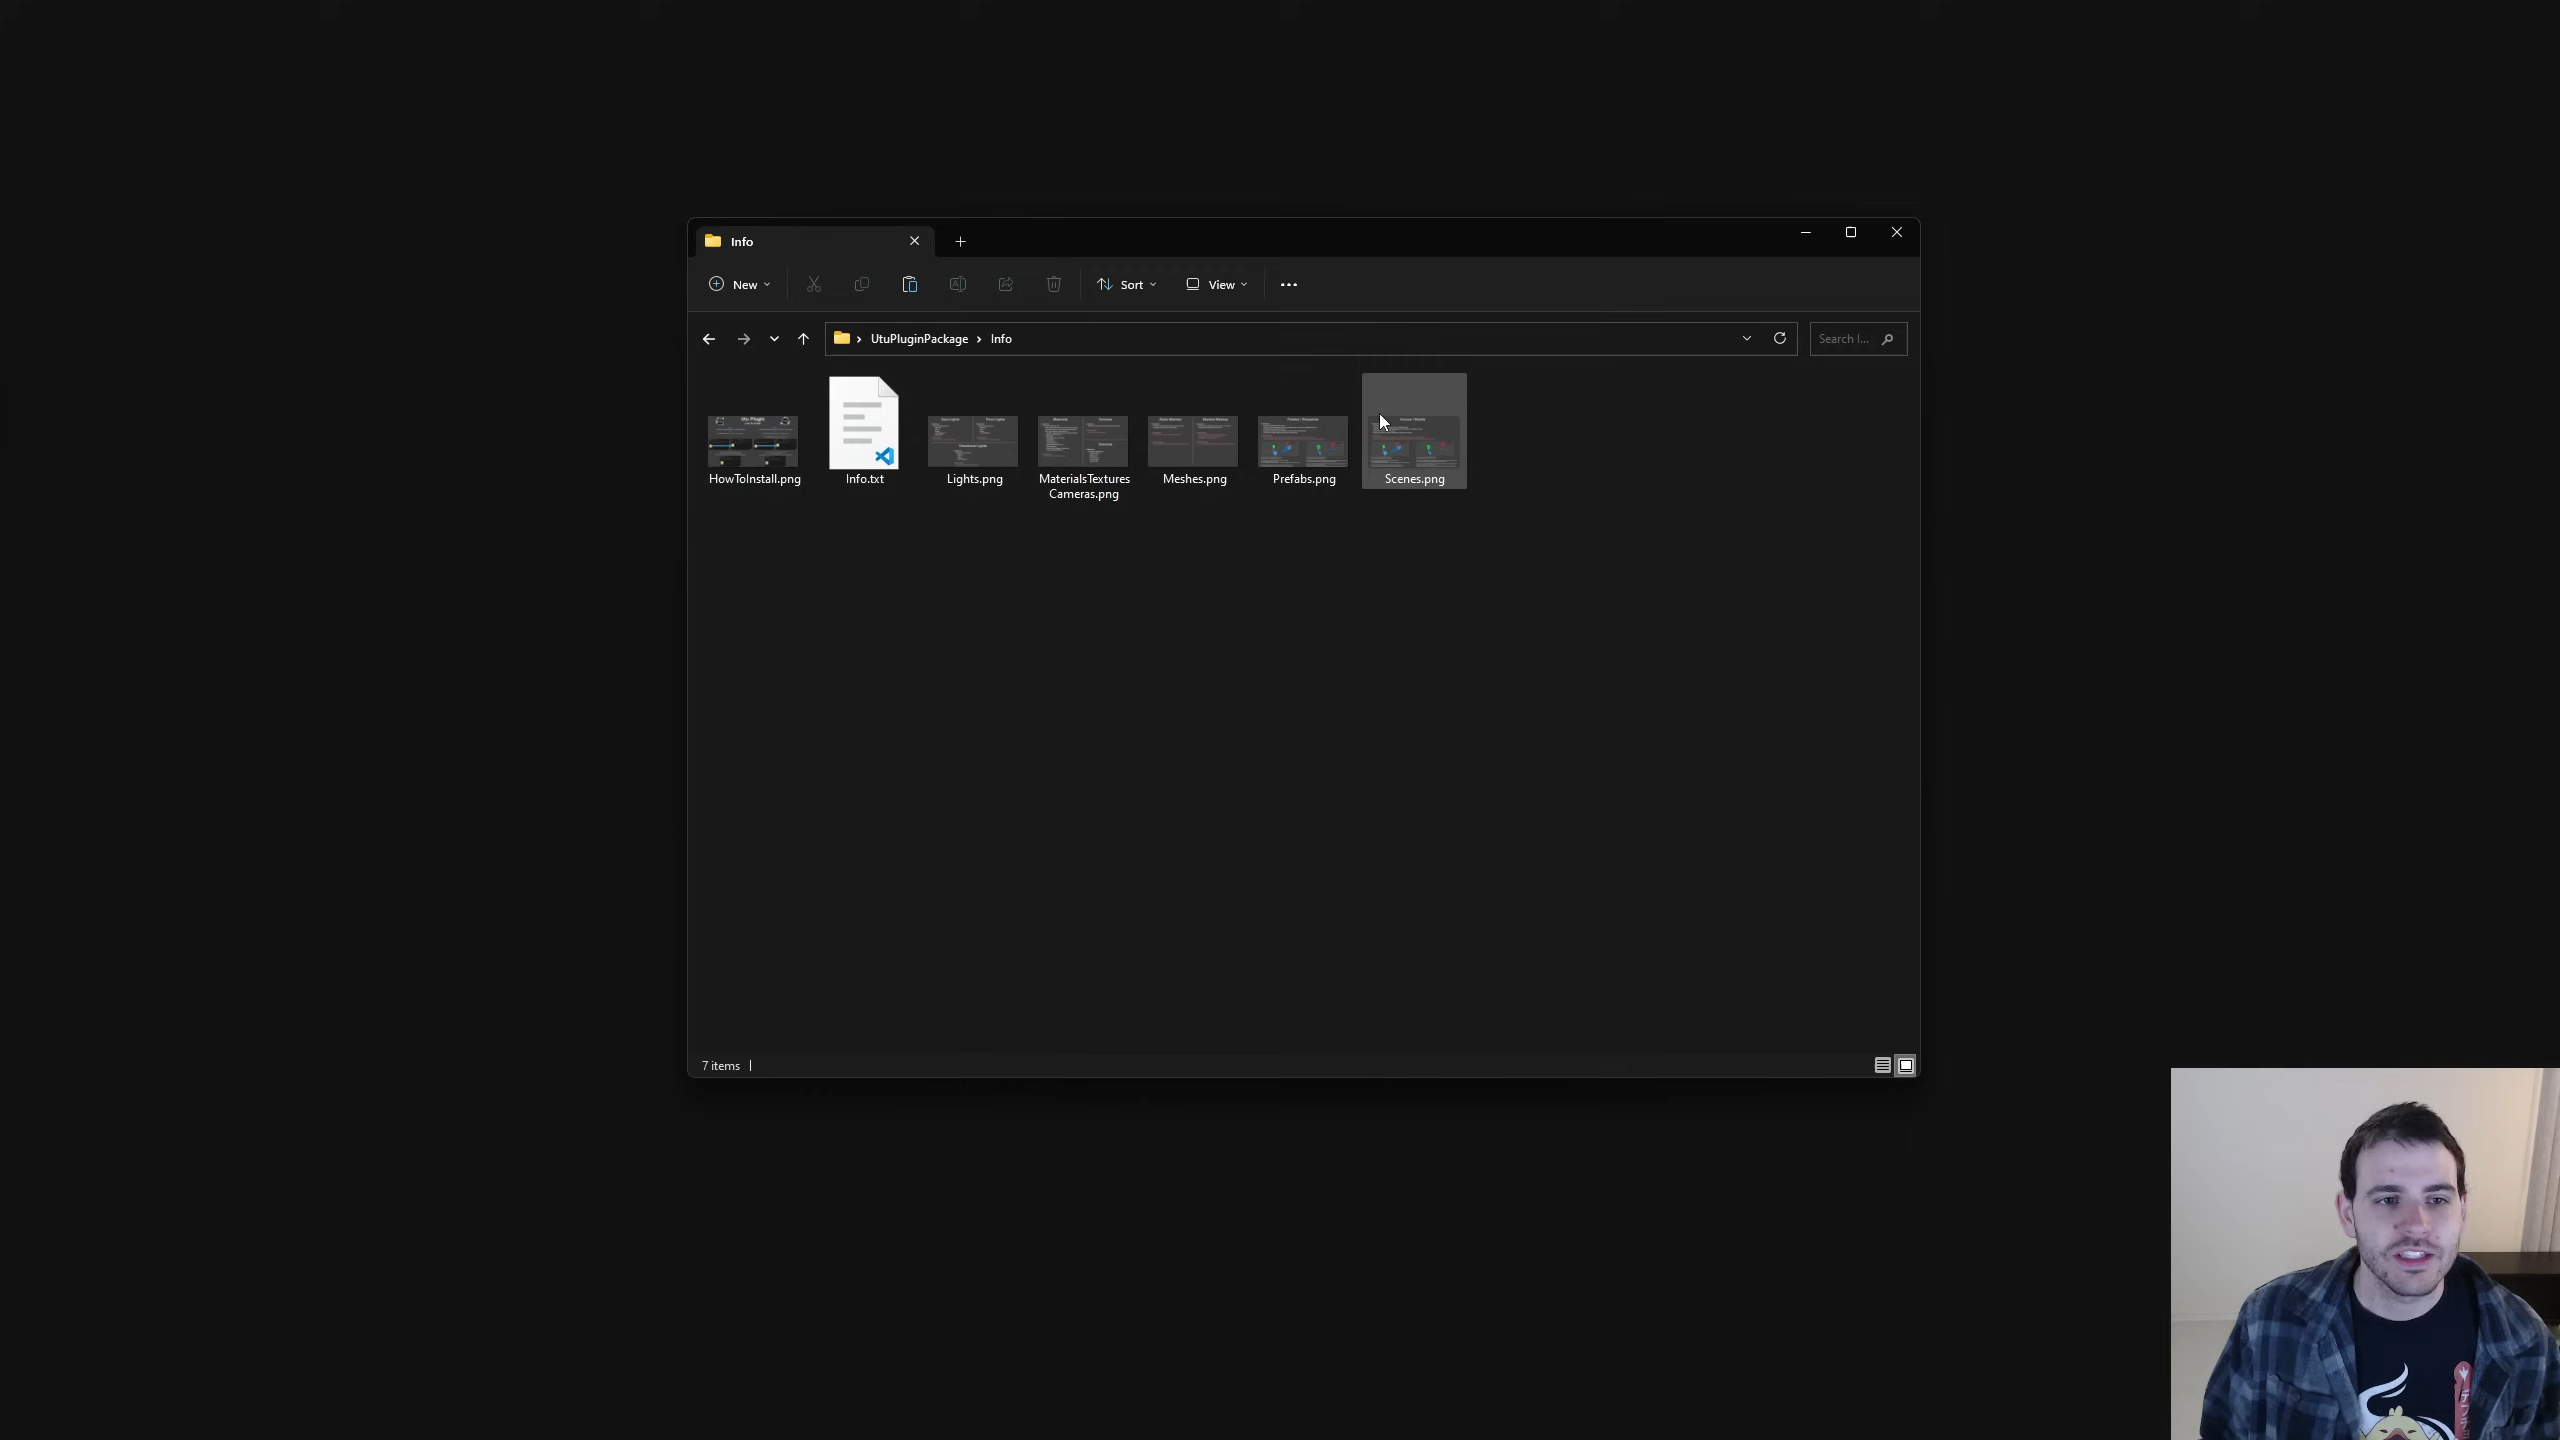 Info
New
Sort
View
UtuPluginPackage
Info
Search I...
HowToInstall.png
Info.txt
Lights.png
MaterialsTextures
Cameras.png
Meshes.png
Prefabs.png
Scenes.png
7 items